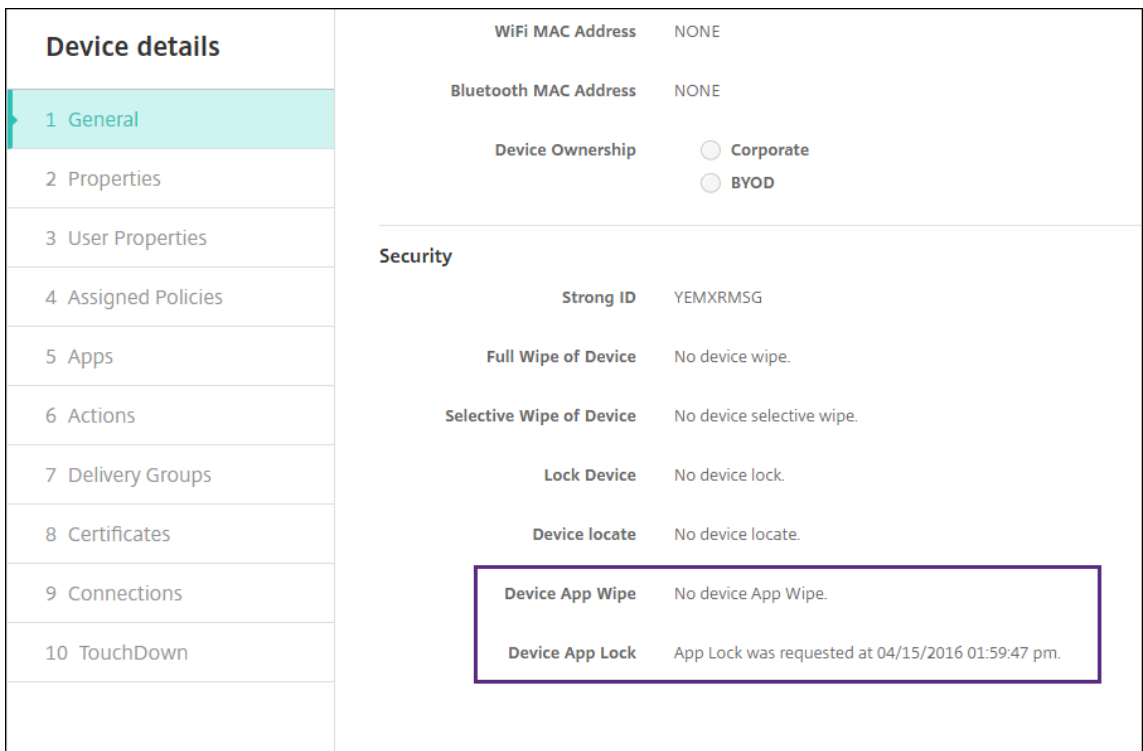 Device details
1 General
2 Properties
3 User Properties
4 Assigned Policies
5 Apps
6 Actions
7 Delivery Groups
8 Certificates
9 Connections
10 TouchDown
WiFi MAC Address NONE
Bluetooth MAC Address NONE
Device Ownership Corporate
BYOD
Security
Strong ID YEMXRMSG
Full Wipe of Device No device wipe.
Selective Wipe of Device No device selective wipe.
Lock Device No device lock.
Device locate No device locate.
Device App Wipe No device App Wipe.
Device App Lock App Lock was requested at 04/15/2016 01:59:47 pm.